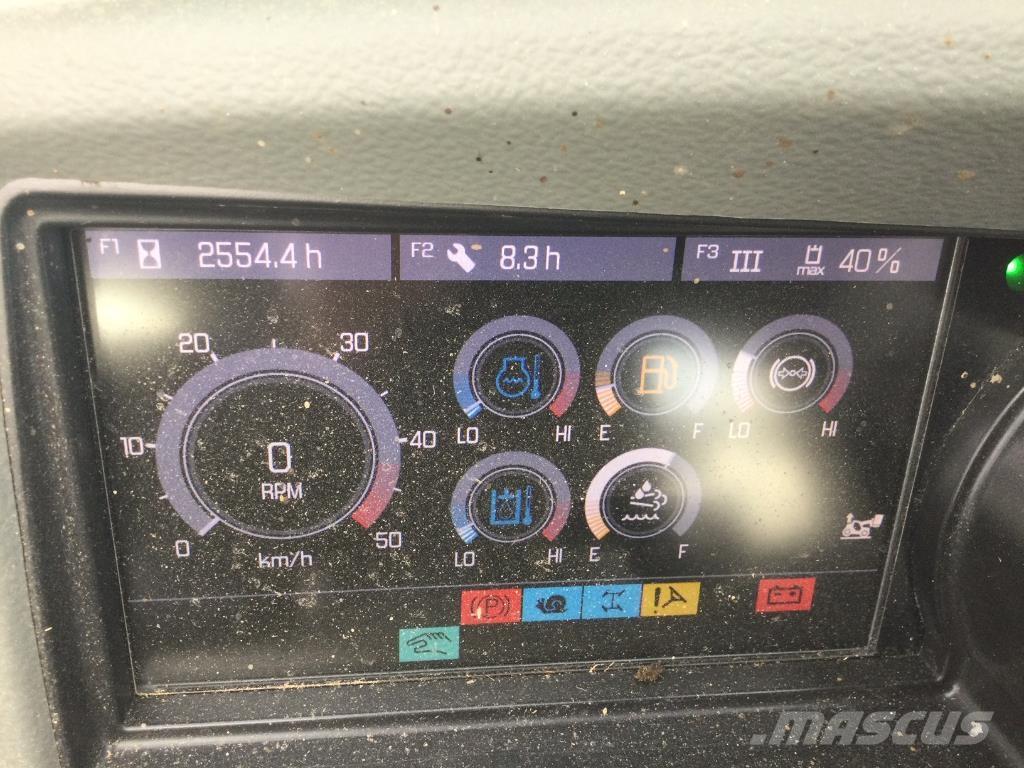 F1 2554.4 h F2 8.3 h F3 III max 40%
20 30
10 40
0
RPM
0 50
km/h
LO HI E F LO HI
LO HI E F
P
MASCUS